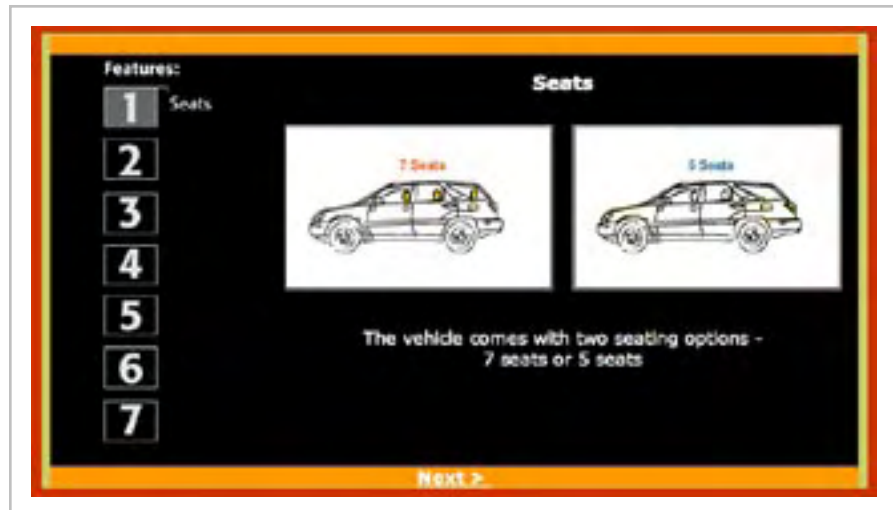 Features:
Seats
1
Seats
2
3
4
5
6
7
7 Seats
5 Seats
The vehicle comes with two seating options -
7 seats or 5 seats
Next >